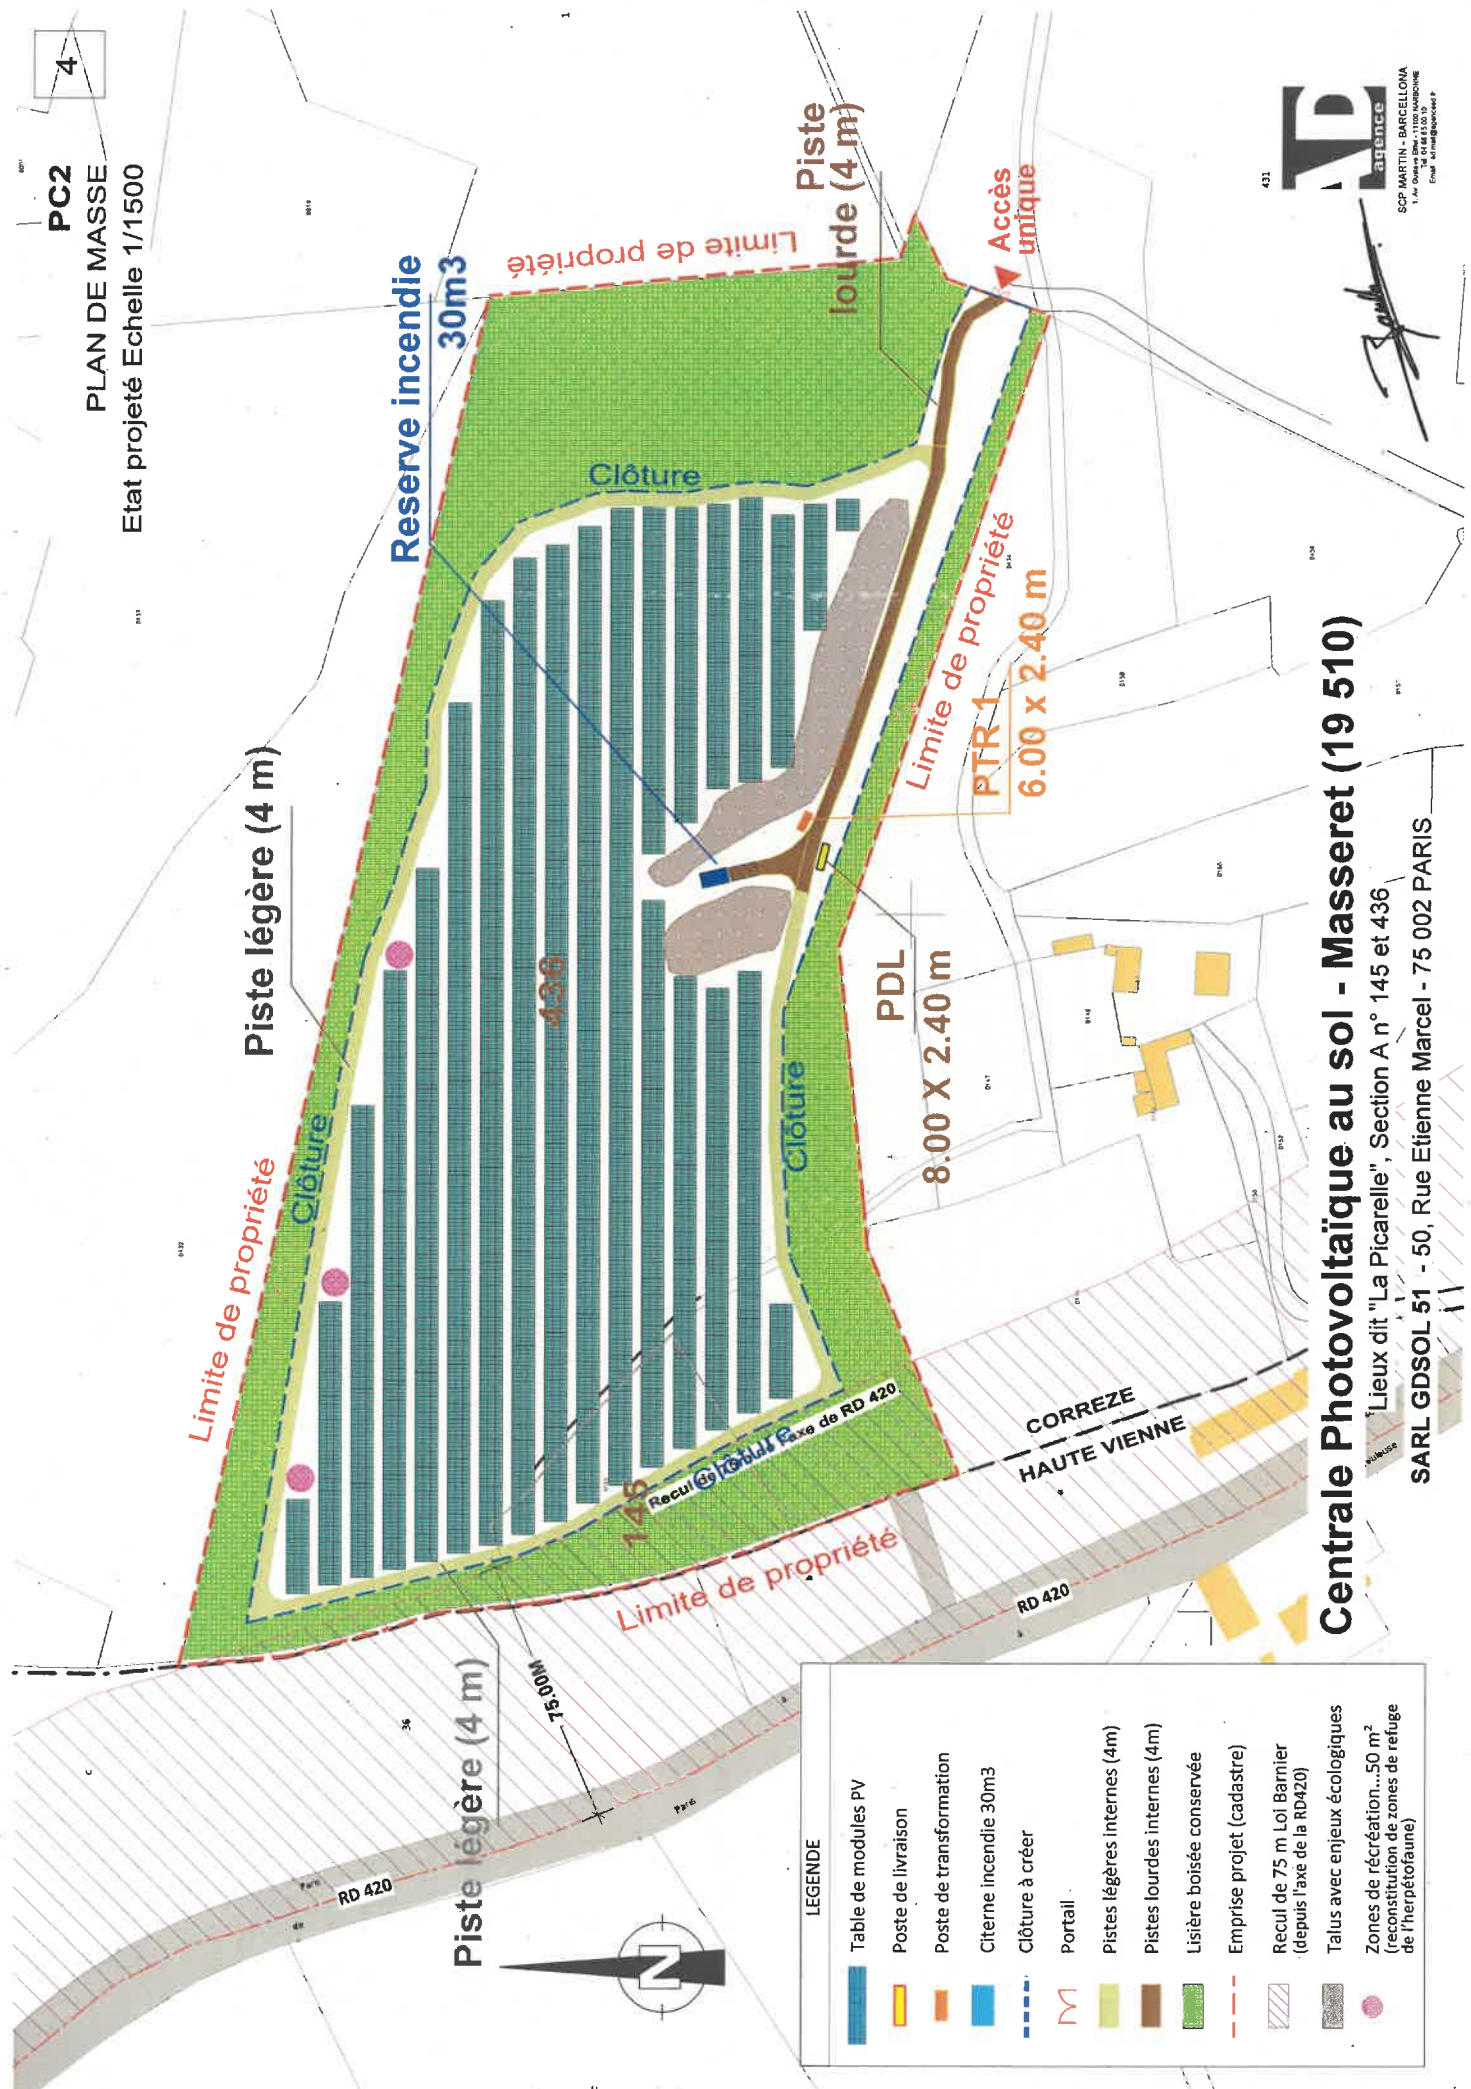 4
PC2
PLAN DE MASSE
Etat projeté Echelle 1/1500
Reserve incendie
30m3
Piste légère (4 m)
Limite de propriété
Clôture
Limite de propriété
Clôture
Piste
lourde (4 m)
Accès
unique
436
145
Limite de propriété
PTR 1
6.00 x 2.40 m
PDL
8.00 X 2.40 m
Clôture
Clôture
Recul de
l'axe de RD 420
Limite de propriété
Piste légère (4 m)
75.00M
36
RD 420
RD 420
Paris
Paris
de
CORREZE
HAUTE VIENNE
N
LEGENDE
Table de modules PV
Poste de livraison
Poste de transformation
Citerne incendie 30m3
Clôture à créer
Portail
Pistes légères internes (4m)
Pistes lourdes internes (4m)
Lisière boisée conservée
Emprise projet (cadastre)
Recul de 75 m Loi Barnier
(depuis l'axe de la RD420)
Talus avec enjeux écologiques
Zones de récréation...50 m²
(reconstitution de zones de refuge
de l'herpétofaune)
Centrale Photovoltaïque au sol - Masseret (19 510)
"Lieux dit "La Picarelle", Section A n° 145 et 436
SARL GDSOL 51 - 50, Rue Etienne Marcel - 75 002 PARIS
431
AD
agence
SCP MARTIN - BARCELLONA